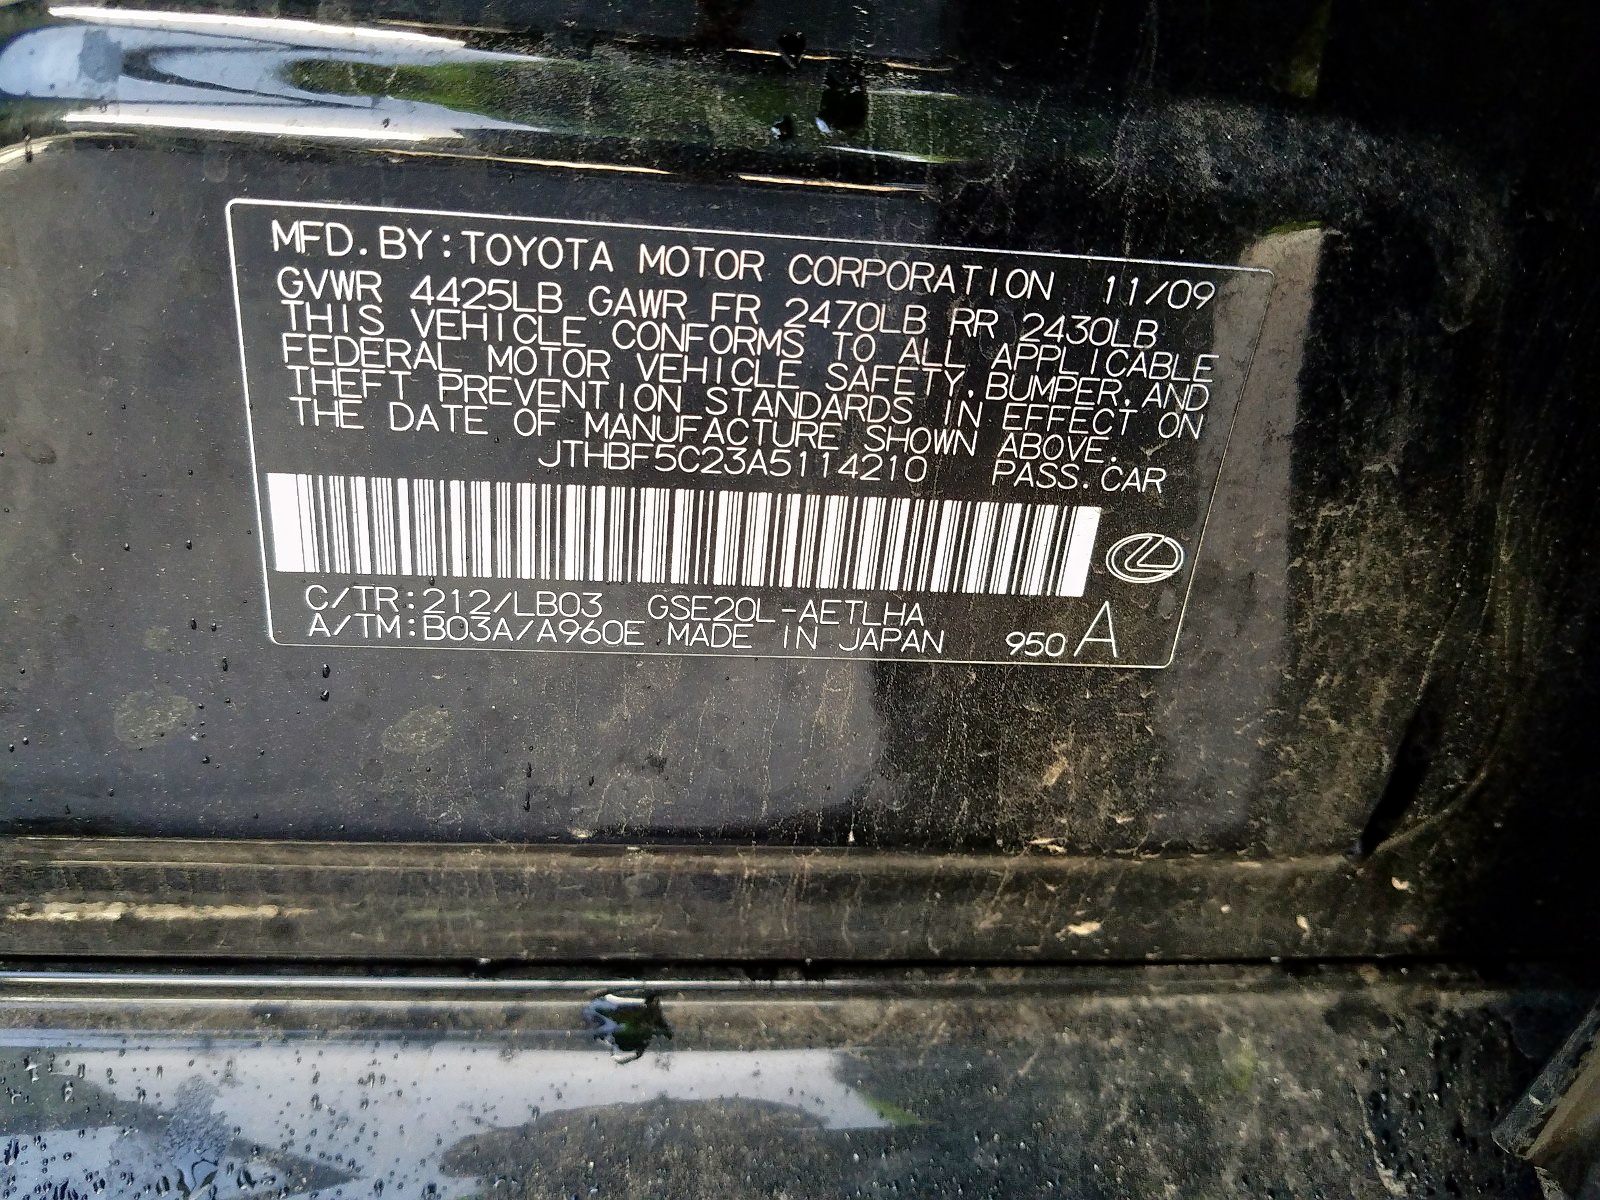 MFD. BY: TOYOTA MOTOR CORPORATION 11/09
GVWR 4425LB GAWR FR 2470LB RR 2430LB
THIS VEHICLE CONFORMS TO ALL APPLICABLE
FEDERAL MOTOR VEHICLE SAFETY, BUMPER, AND
THEFT PREVENTION STANDARDS IN EFFECT ON
THE DATE OF MANUFACTURE SHOWN ABOVE.
JTHBF5C23A5114210 PASS. CAR
C/TR: 212/LB03 GSE20L-AETLHA
A/TM: B03A/A960E MADE IN JAPAN 950 A